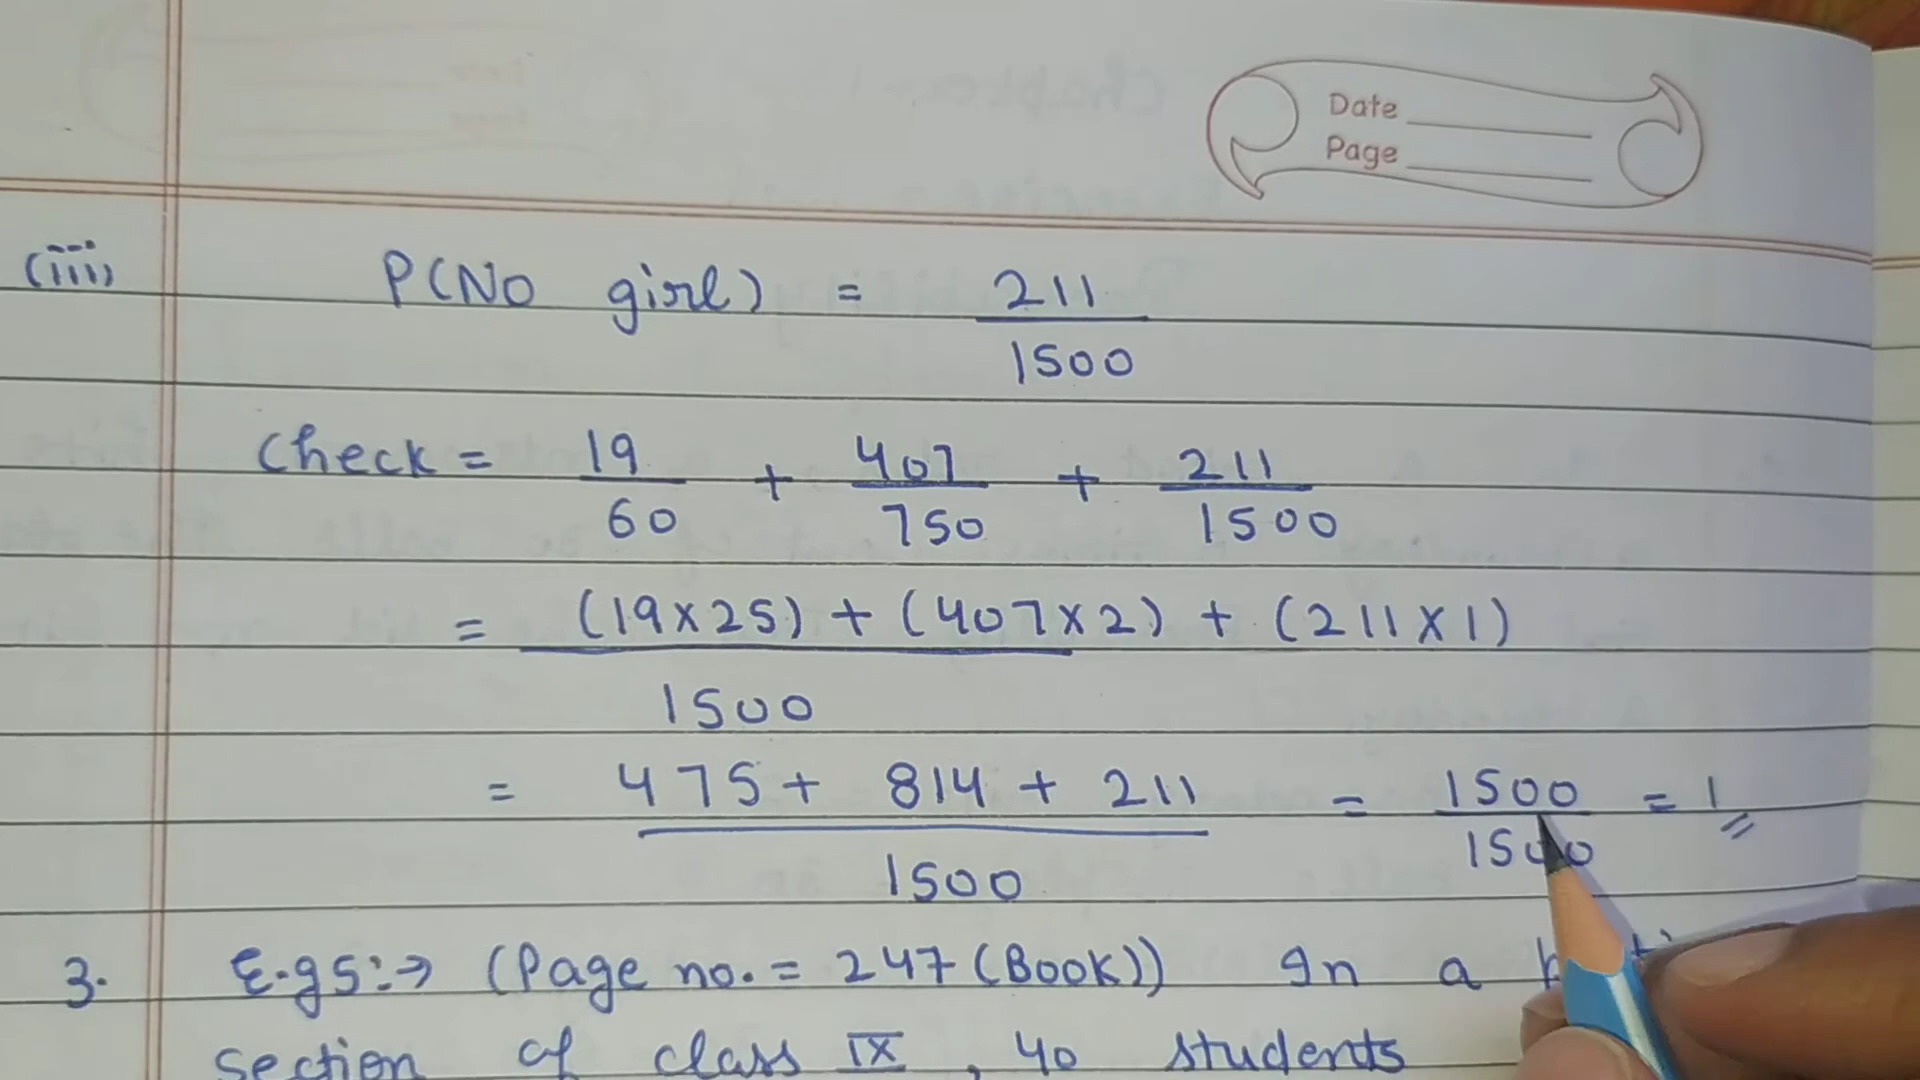 Date
Page
(iii) P(No girl) = 211/1500
Check = 19/60 + 407/750 + 211/1500
= (19×25) + (407×2) + (211×1)
1500
= 475 + 814 + 211 / 1500 = 1500/1500 = 1
3. E.g 5:→ (Page no. = 247 (Book)) In a
section of class IX, 40 students